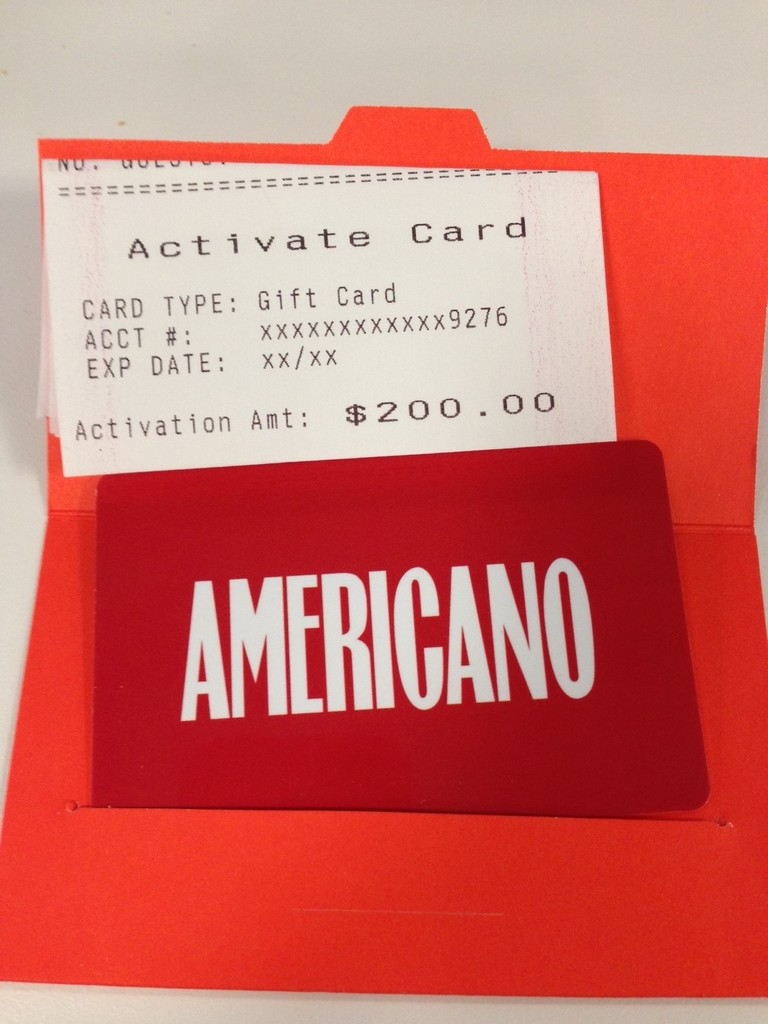 ================================
Activate Card
CARD TYPE: Gift Card
ACCT #: xxxxxxxxxxxx9276
EXP DATE: xx/xx
Activation Amt: $200.00
AMERICANO